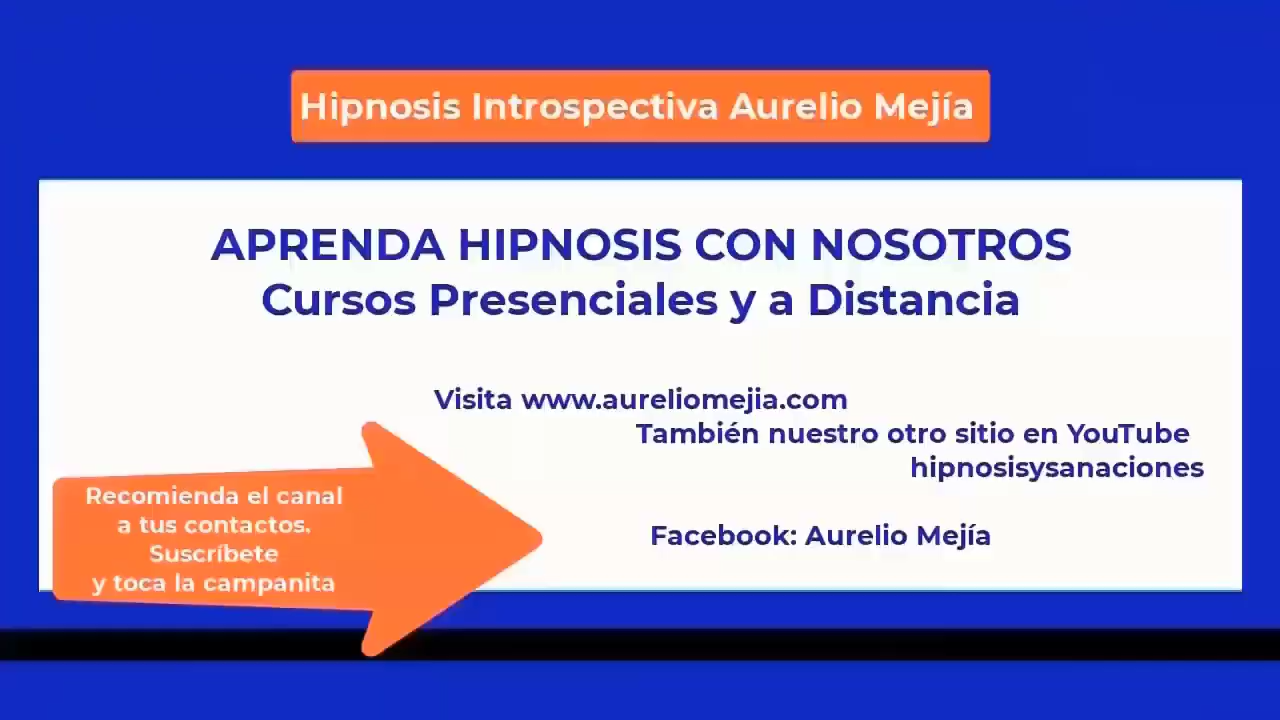 Hipnosis Introspectiva Aurelio Mejía
APRENDA HIPNOSIS CON NOSOTROS
Cursos Presenciales y a Distancia
Visita www.aureliomejia.com
También nuestro otro sitio en YouTube
hipnosisysanaciones
Facebook: Aurelio Mejía
Recomienda el canal
a tus contactos.
Suscríbete
y toca la campanita